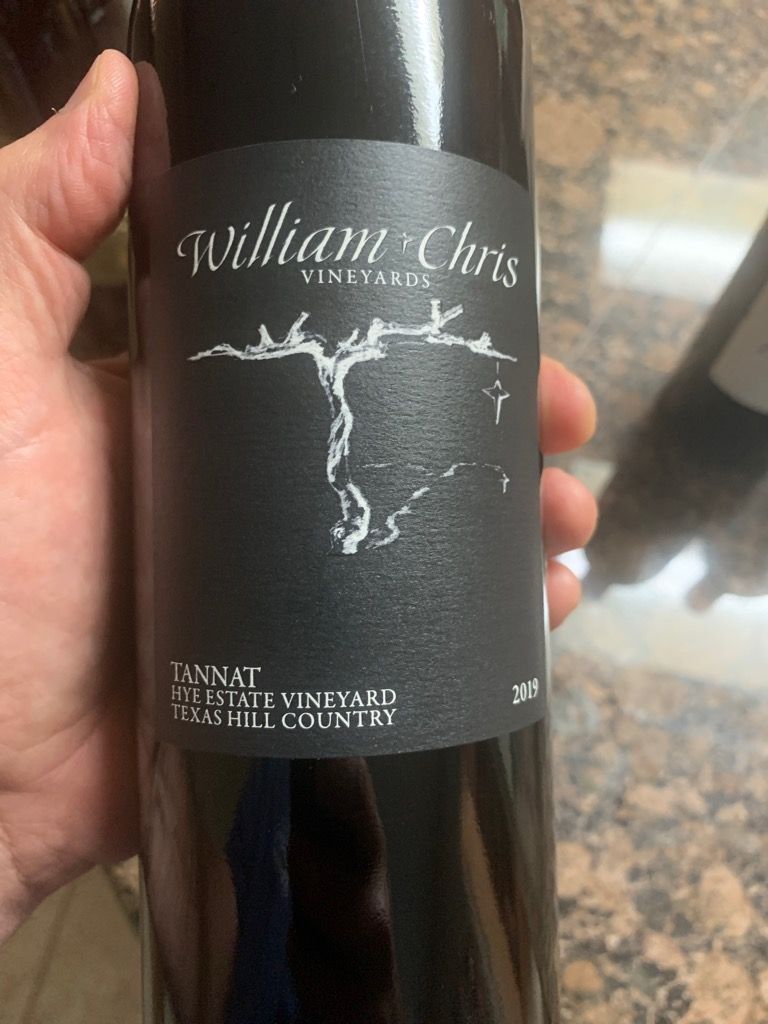 William Chris
VINEYARDS
TANNAT
HYE ESTATE VINEYARD
TEXAS HILL COUNTRY
2019